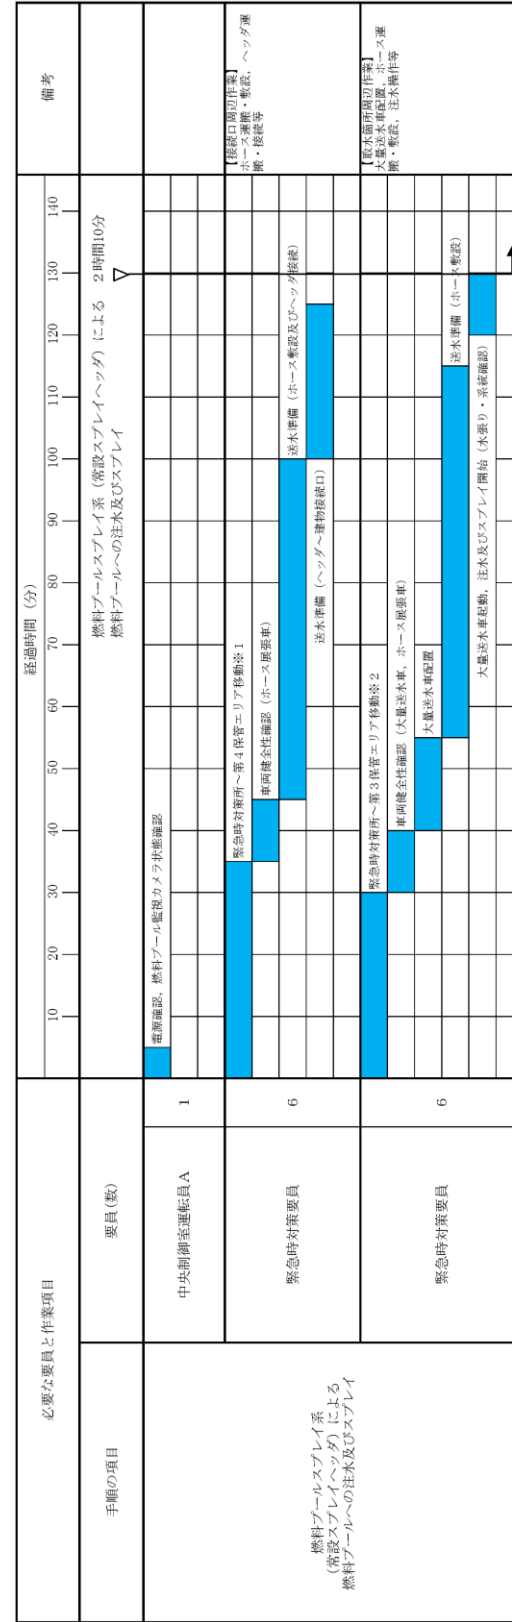 必要な要員と作業項目
経過時間（分）
備考
手順の項目
要員(数)
10
20
30
40
50
60
70
80
90
100
110
120
130
140
燃料プールスプレイ系（常設スプレイヘッダ）による
燃料プールへの注水及びスプレイ
2時間10分
▽
燃料プールスプレイ系
（常設スプレイヘッダ）による
燃料プールへの注水及びスプレイ
中央制御室運転員A
1
電源確認，燃料プール監視カメラ状態確認
緊急時対策要員
6
緊急時対策所～第4保管エリア移動※1
車両健全性確認（ホース展張車）
送水準備（ホース敷設及びヘッダ接続）
送水準備（ヘッダ～建物接続口）
【接続口周辺作業】
ホース運搬・敷設，ヘッダ運
搬・接続等
緊急時対策要員
6
緊急時対策所～第3保管エリア移動※2
車両健全性確認（大量送水車，ホース展張車）
大量送水車配置
送水準備（ホース敷設）
大量送水車起動，注水及びスプレイ開始（水張り・系統確認）
【取水箇所周辺作業】
大量送水車配置，ホース運
搬・敷設，注水操作等